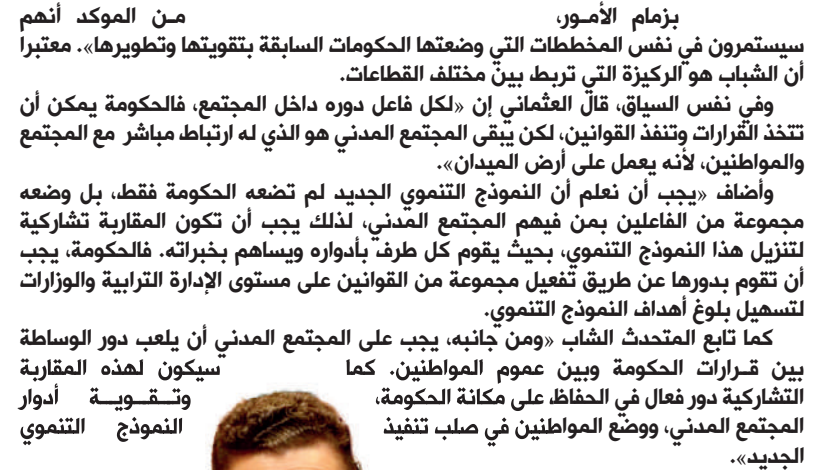 بزمام الأمـور، مـن الموكد أنهم
سيستمرون في نفس المخططات التي وضعتها الحكومات السابقة بتقويتها وتطويرها». معتبرا
أن الشباب هو الركيزة التي تربط بين مختلف القطاعات.
وفي نفس السياق، قال العثماني إن «لكل فاعل دوره داخل المجتمع، فالحكومة يمكن أن
تتخذ القرارات وتنفذ القوانين، لكن يبقى المجتمع المدني هو الذي له ارتباط مباشر مع المجتمع
والمواطنين، لأنه يعمل على أرض الميدان».
وأضاف «يجب أن نعلم أن النموذج التنموي الجديد لم تضعه الحكومة فقط، بل وضعه
مجموعة من الفاعلين بمن فيهم المجتمع المدني، لذلك يجب أن تكون المقاربة تشاركية
لتنزيل هذا النموذج التنموي، بحيث يقوم كل طرف بأدواره ويساهم بخبراته. فالحكومة، يجب
أن تقوم بدورها عن طريق تفعيل مجموعة من القوانين على مستوى الإدارة الترابية والوزارات
لتسهيل بلوغ أهداف النموذج التنموي.
كما تابع المتحدث الشاب «ومن جانبه، يجب على المجتمع المدني أن يلعب دور الوساطة
بين قـرارات الحكومة وبين عموم المواطنين. كما سيكون لهذه المقاربة
التشاركية دور فعال في الحفاظ على مكانة الحكومة، وتـقـويـة أدوار
المجتمع المدني، ووضع المواطنين في صلب تنفيذ النموذج التنموي
الجديد».